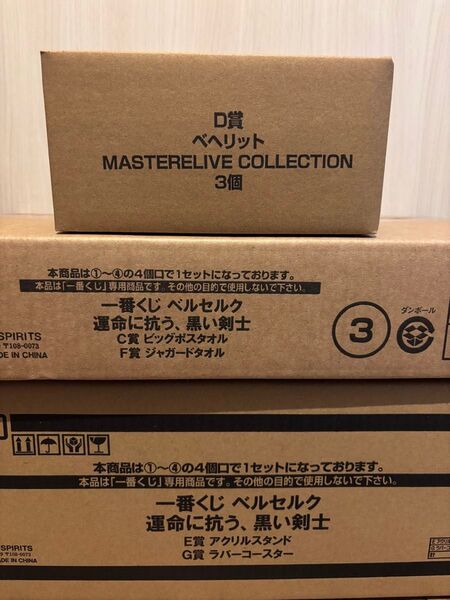 D賞
ベヘリット
MASTERELIVE COLLECTION
3個
本商品は①〜④の4個口で1セットになっております。
本品は「一番くじ」専用商品です。その他の目的で使用しないで下さい。
一番くじ ベルセルク
運命に抗う、黒い剣士
C賞 ビッグポスタオル
F賞 ジャガードタオル
SPIRITS
〒108-0073
MADE IN CHINA
3
ダンボール
本商品は①〜④の4個口で1セットになっております。
本品は「一番くじ」専用商品です。その他の目的で使用しないで下さい。
一番くじ ベルセルク
運命に抗う、黒い剣士
E賞 アクリルスタンド
G賞 ラバーコースター
SPIRITS
〒108-0073
ADE IN CHINA